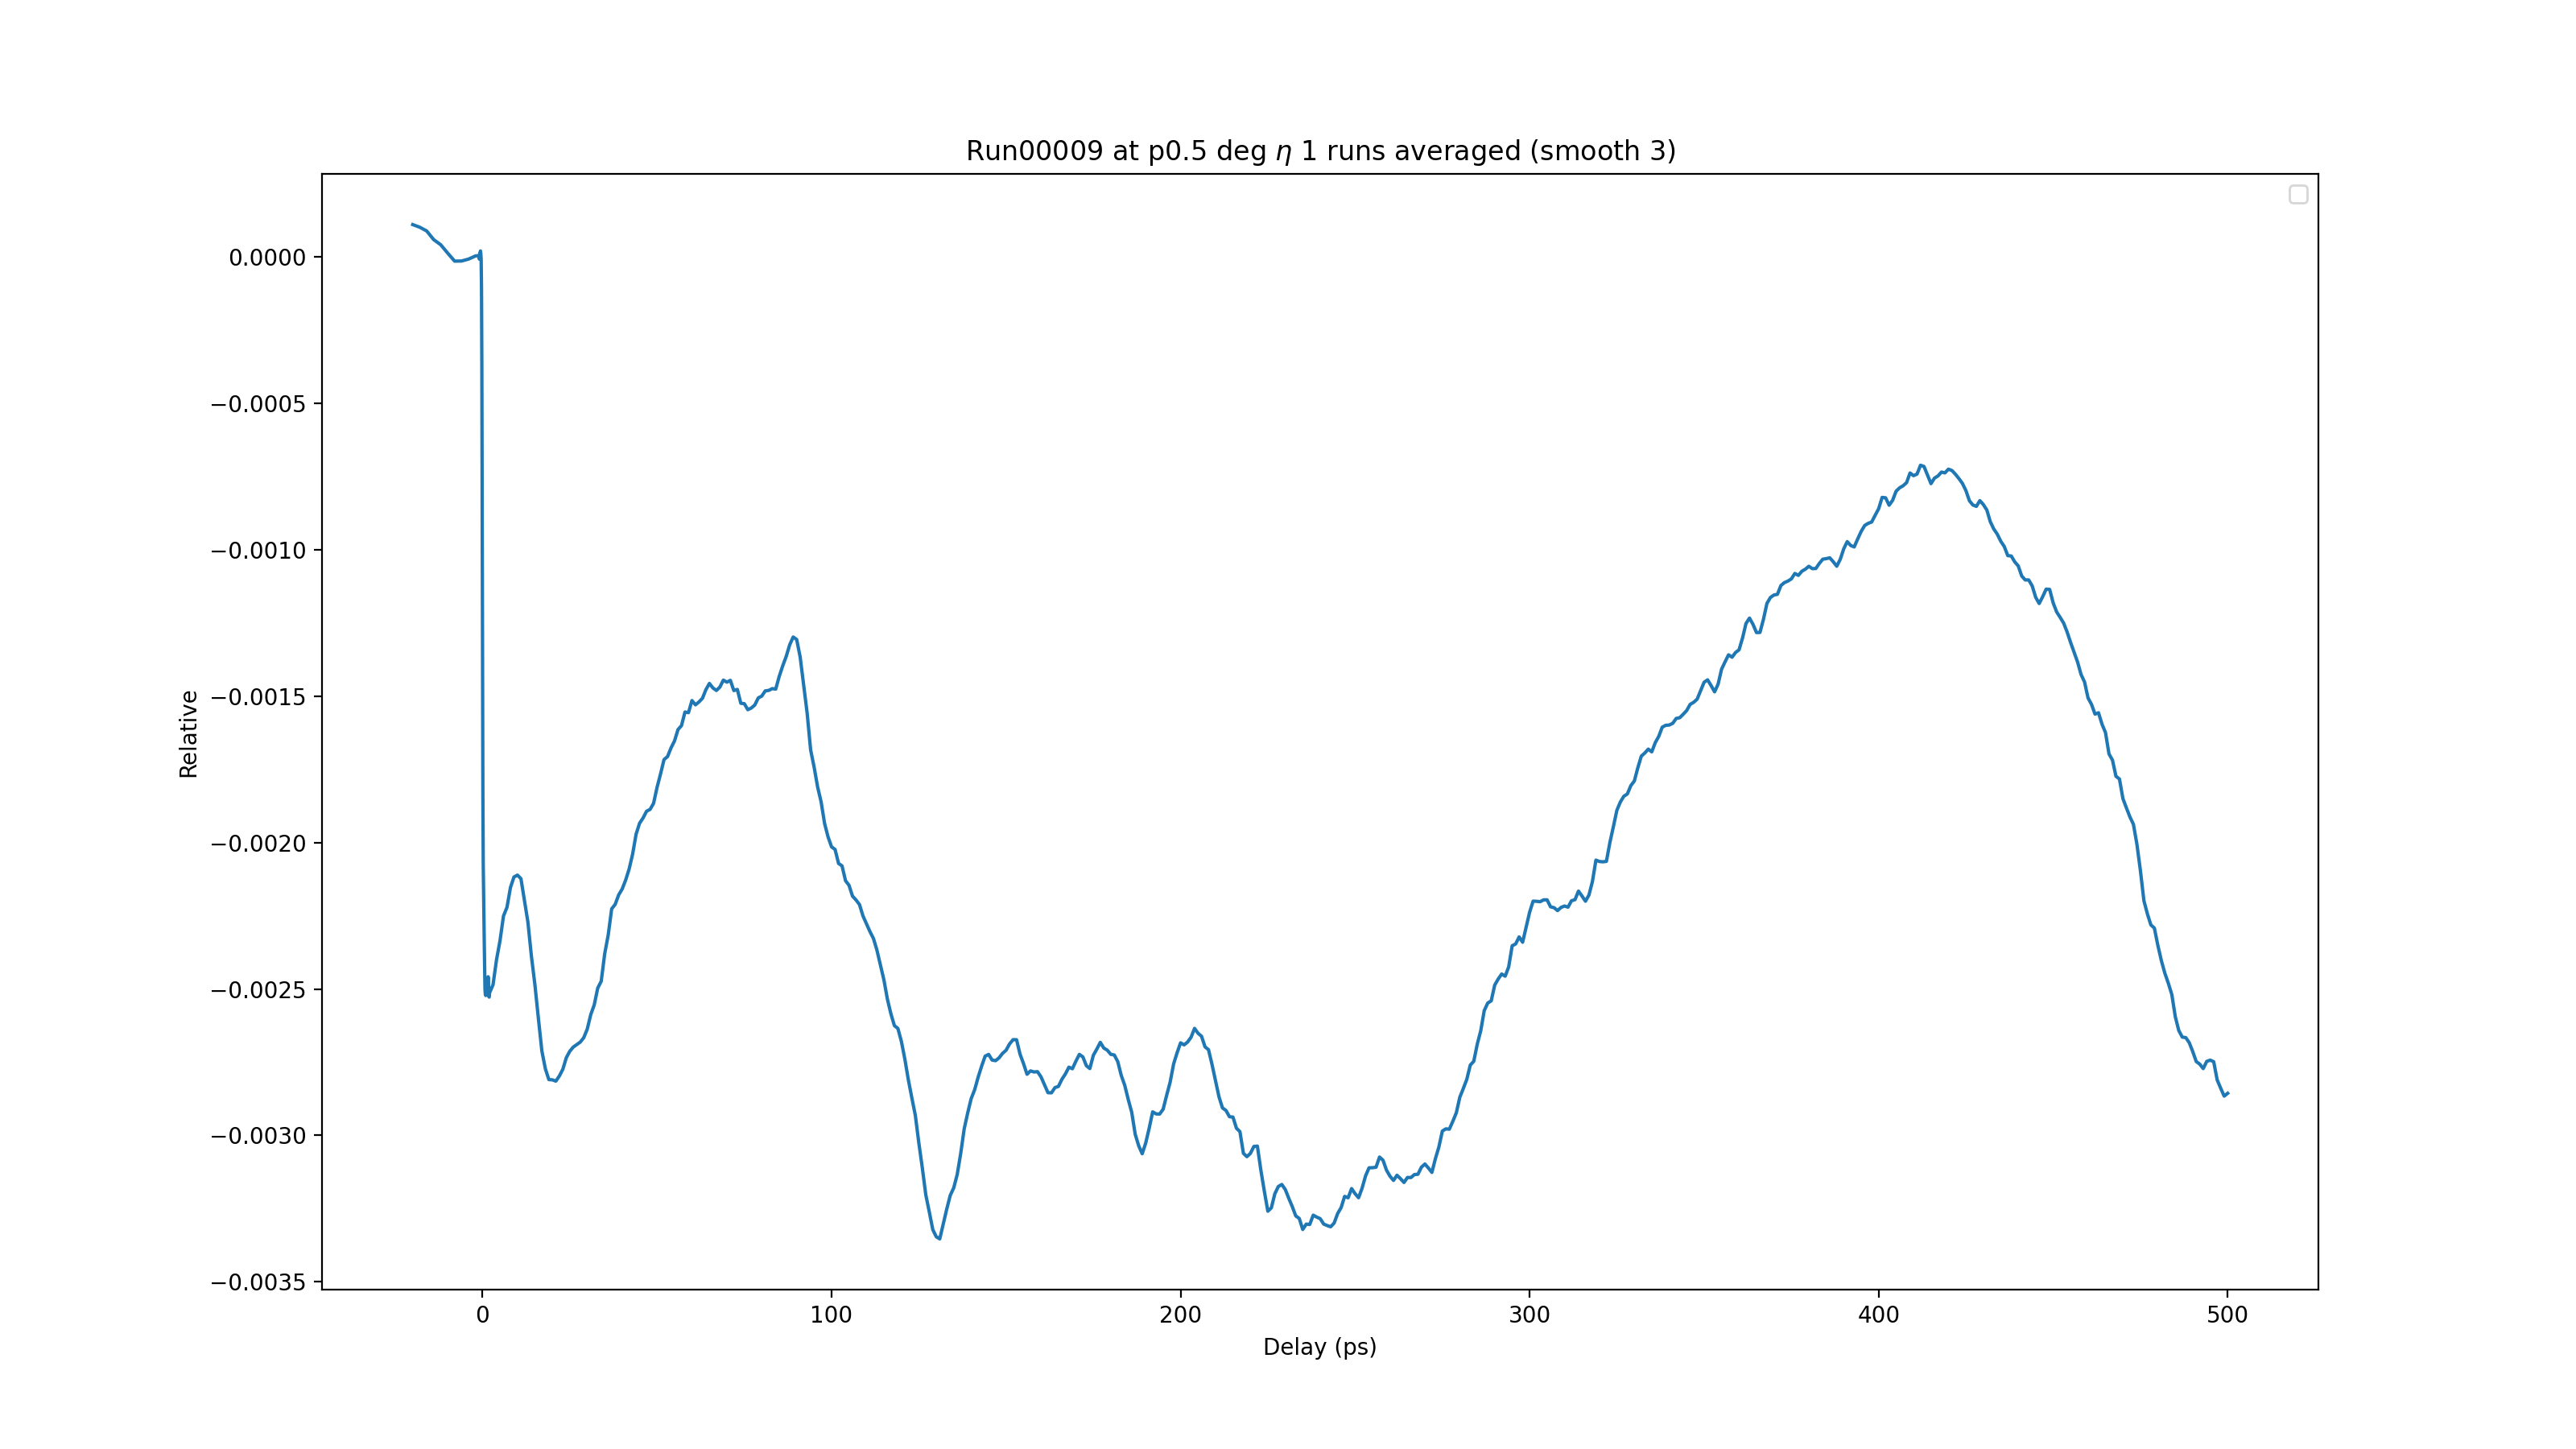 Run00009 at p0.5 deg η 1 runs averaged (smooth 3)
0.0000
−0.0005
−0.0010
−0.0015
−0.0020
−0.0025
−0.0030
−0.0035
Relative
0 100 200 300 400 500
Delay (ps)